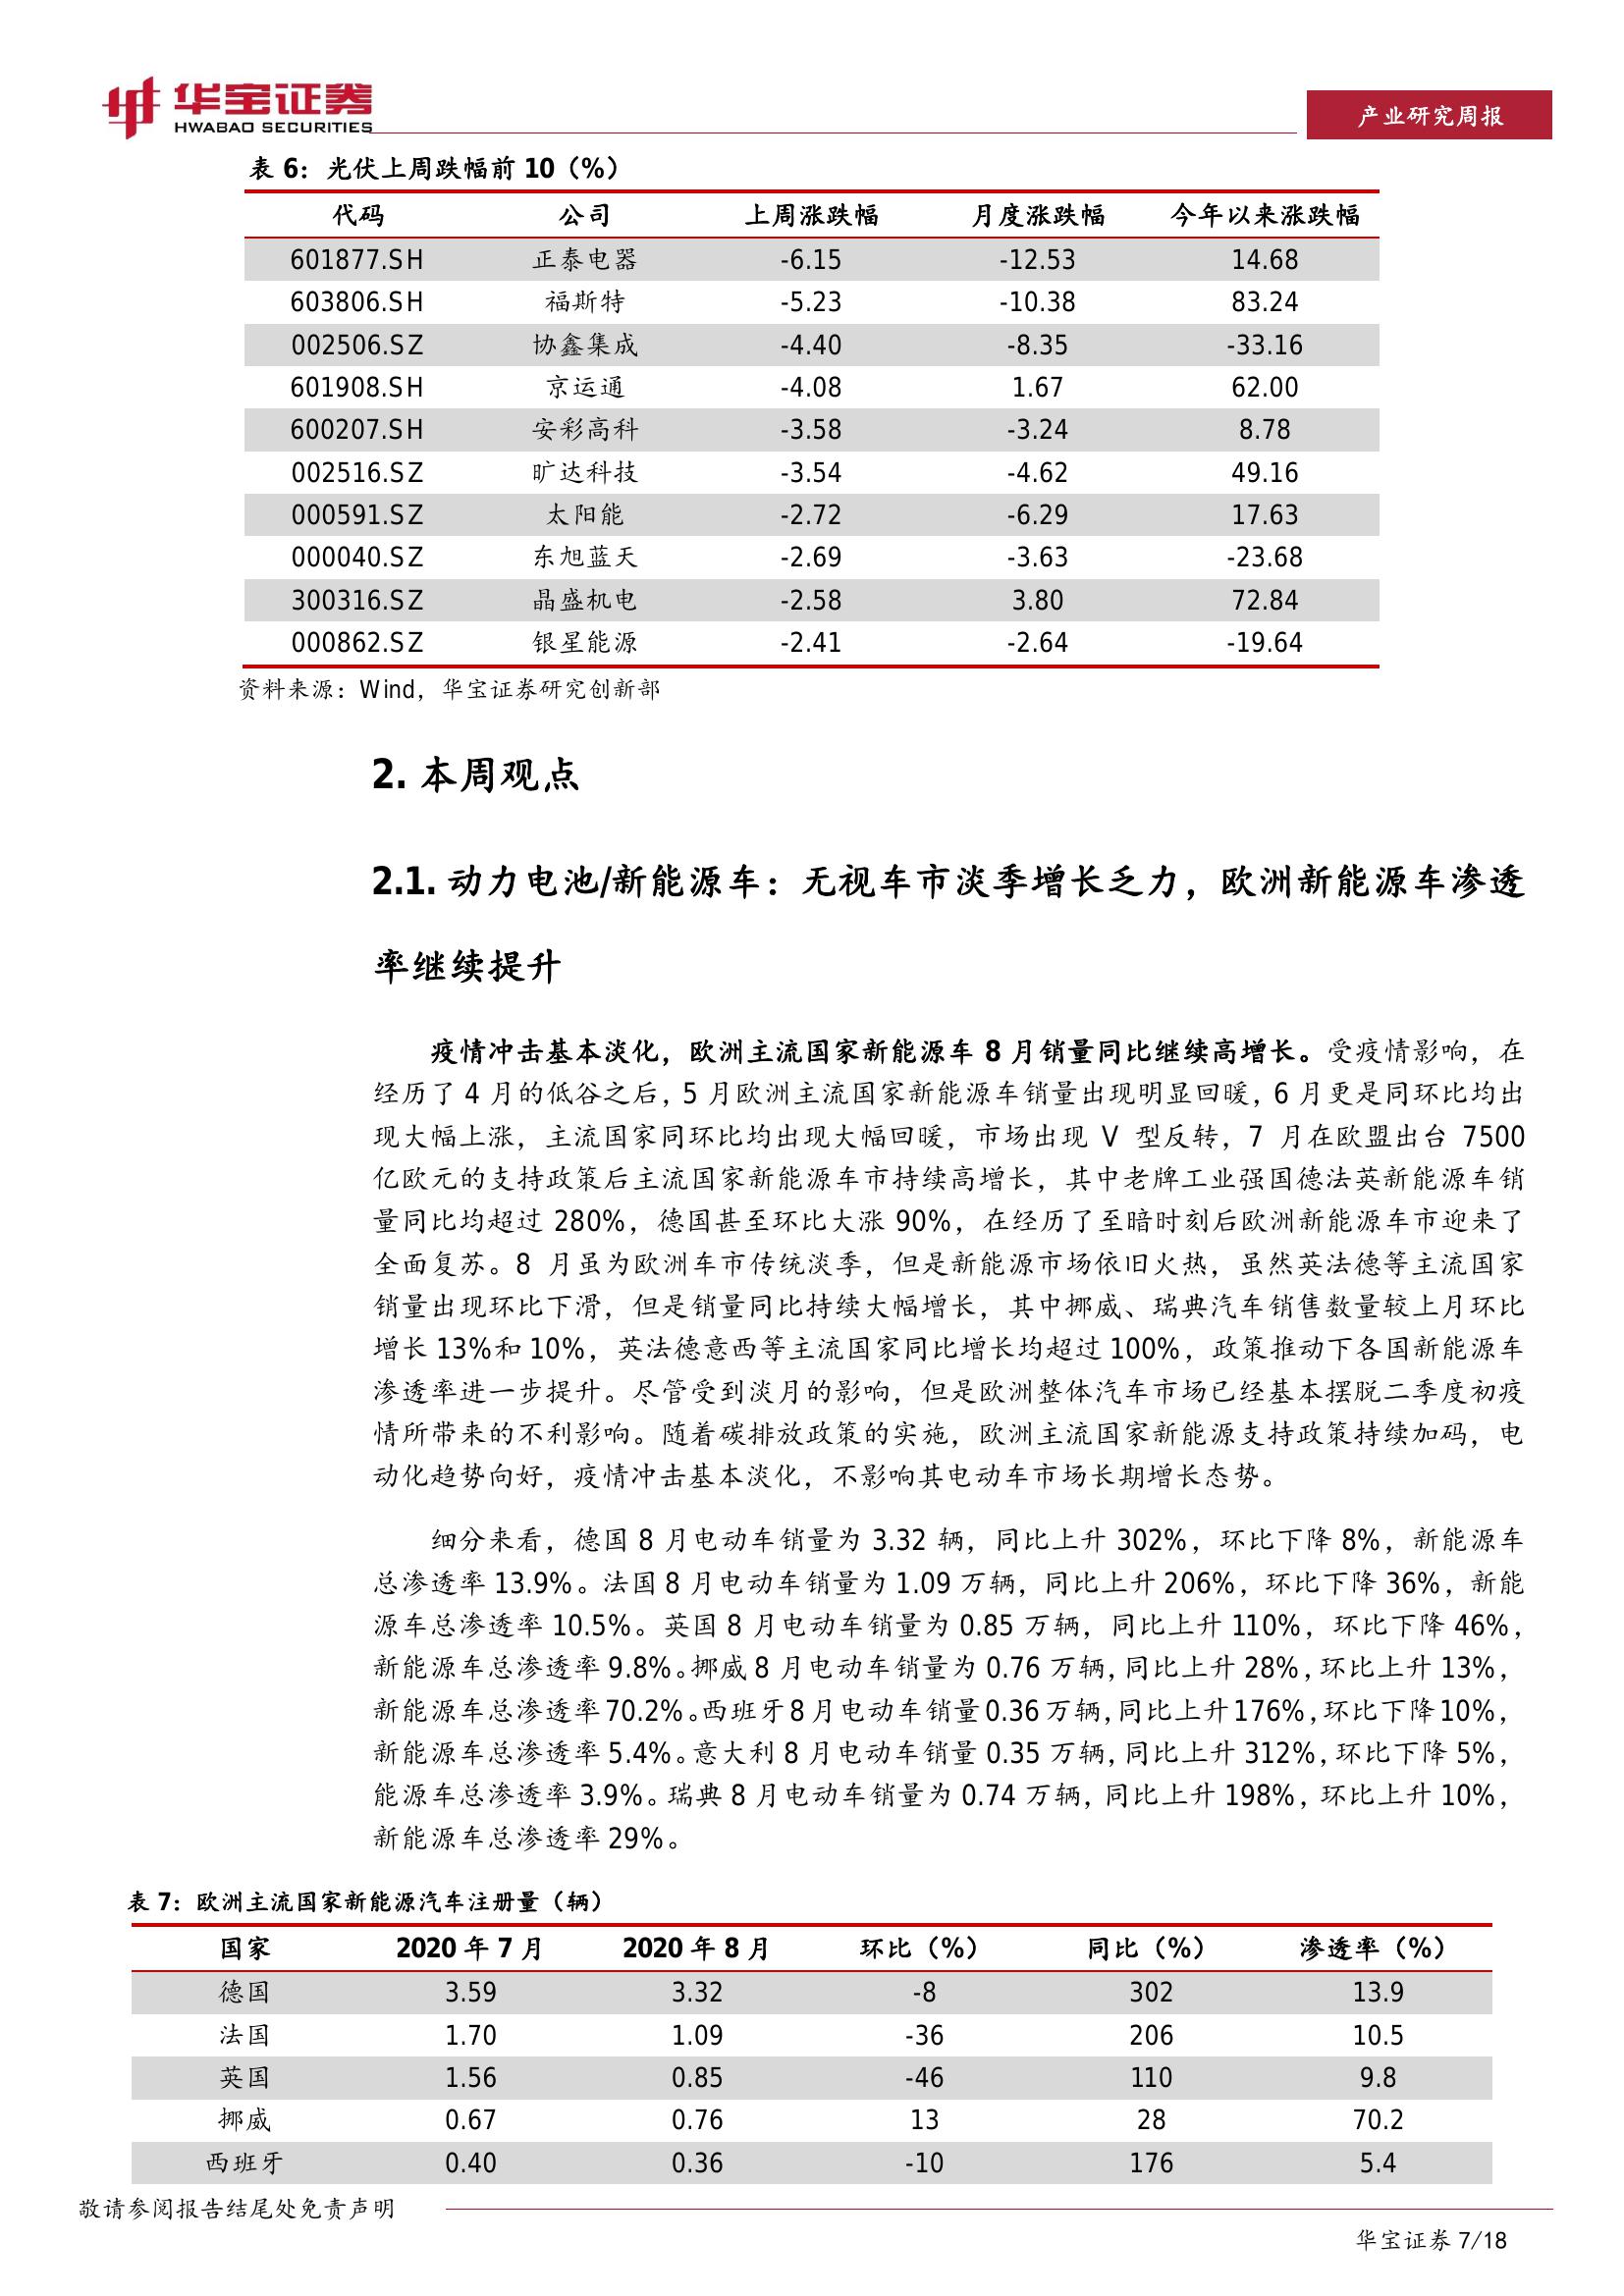 华宝证券
HWABAO SECURITIES
产业研究周报
表 6：光伏上周跌幅前 10（%）
代码 公司 上周涨跌幅 月度涨跌幅 今年以来涨跌幅
601877.SH 正泰电器 -6.15 -12.53 14.68
603806.SH 福斯特 -5.23 -10.38 83.24
002506.SZ 协鑫集成 -4.40 -8.35 -33.16
601908.SH 京运通 -4.08 1.67 62.00
600207.SH 安彩高科 -3.58 -3.24 8.78
002516.SZ 旷达科技 -3.54 -4.62 49.16
000591.SZ 太阳能 -2.72 -6.29 17.63
000040.SZ 东旭蓝天 -2.69 -3.63 -23.68
300316.SZ 晶盛机电 -2.58 3.80 72.84
000862.SZ 银星能源 -2.41 -2.64 -19.64
资料来源：Wind，华宝证券研究创新部
2. 本周观点
2.1. 动力电池/新能源车：无视车市淡季增长乏力，欧洲新能源车渗透
率继续提升
疫情冲击基本淡化，欧洲主流国家新能源车 8 月销量同比继续高增长。受疫情影响，在
经历了 4 月的低谷之后，5 月欧洲主流国家新能源车销量出现明显回暖，6 月更是同环比均出
现大幅上涨，主流国家同环比均出现大幅回暖，市场出现 V 型反转，7 月在欧盟出台 7500
亿欧元的支持政策后主流国家新能源车市持续高增长，其中老牌工业强国德法英新能源车销
量同比均超过 280%，德国甚至环比大涨 90%，在经历了至暗时刻后欧洲新能源车市迎来了
全面复苏。8 月虽为欧洲车市传统淡季，但是新能源市场依旧火热，虽然英法德等主流国家
销量出现环比下滑，但是销量同比持续大幅增长，其中挪威、瑞典汽车销售数量较上月环比
增长 13%和 10%，英法德意西等主流国家同比增长均超过 100%，政策推动下各国新能源车
渗透率进一步提升。尽管受到淡月的影响，但是欧洲整体汽车市场已经基本摆脱二季度初疫
情所带来的不利影响。随着碳排放政策的实施，欧洲主流国家新能源支持政策持续加码，电
动化趋势向好，疫情冲击基本淡化，不影响其电动车市场长期增长态势。
细分来看，德国 8 月电动车销量为 3.32 辆，同比上升 302%，环比下降 8%，新能源车
总渗透率 13.9%。法国 8 月电动车销量为 1.09 万辆，同比上升 206%，环比下降 36%，新能
源车总渗透率 10.5%。英国 8 月电动车销量为 0.85 万辆，同比上升 110%，环比下降 46%，
新能源车总渗透率 9.8%。挪威 8 月电动车销量为 0.76 万辆，同比上升 28%，环比上升 13%，
新能源车总渗透率 70.2%。西班牙 8 月电动车销量 0.36 万辆，同比上升 176%，环比下降 10%，
新能源车总渗透率 5.4%。意大利 8 月电动车销量 0.35 万辆，同比上升 312%，环比下降 5%，
能源车总渗透率 3.9%。瑞典 8 月电动车销量为 0.74 万辆，同比上升 198%，环比上升 10%，
新能源车总渗透率 29%。
表 7：欧洲主流国家新能源汽车注册量（辆）
国家 2020 年 7 月 2020 年 8 月 环比（%） 同比（%） 渗透率（%）
德国 3.59 3.32 -8 302 13.9
法国 1.70 1.09 -36 206 10.5
英国 1.56 0.85 -46 110 9.8
挪威 0.67 0.76 13 28 70.2
西班牙 0.40 0.36 -10 176 5.4
敬请参阅报告结尾处免责声明
华宝证券 7/18